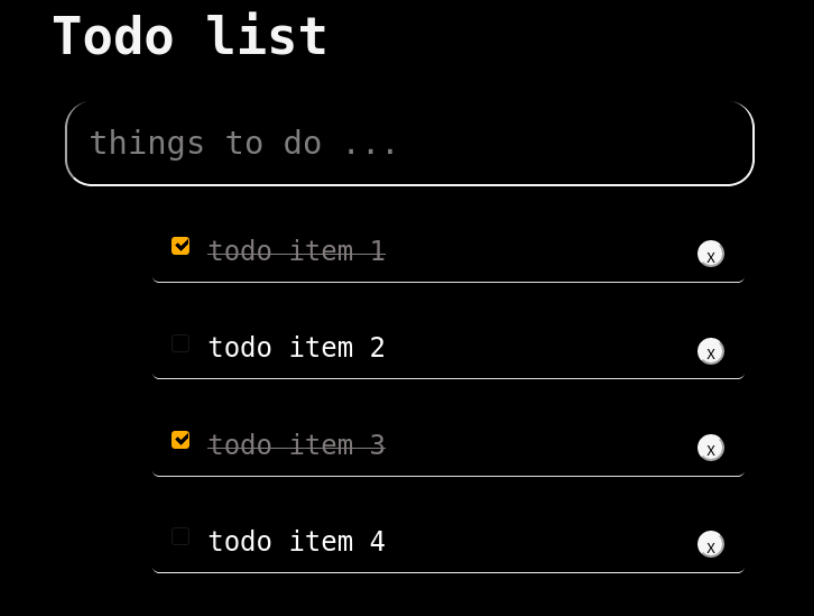 Todo list
things to do ...
todo item 1 x
todo item 2 x
todo item 3 x
todo item 4 x